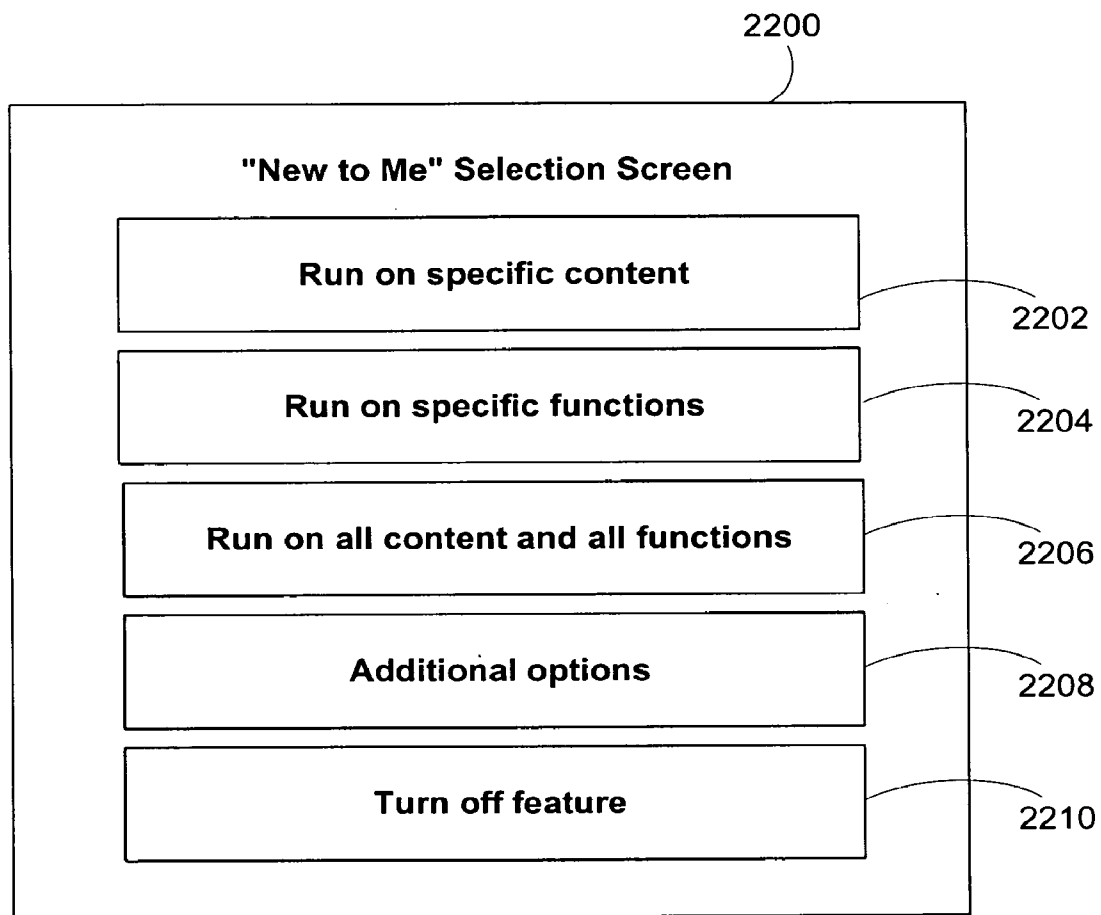 2200
"New to Me" Selection Screen
Run on specific content
2202
Run on specific functions
2204
Run on all content and all functions
2206
Additional options
2208
Turn off feature
2210